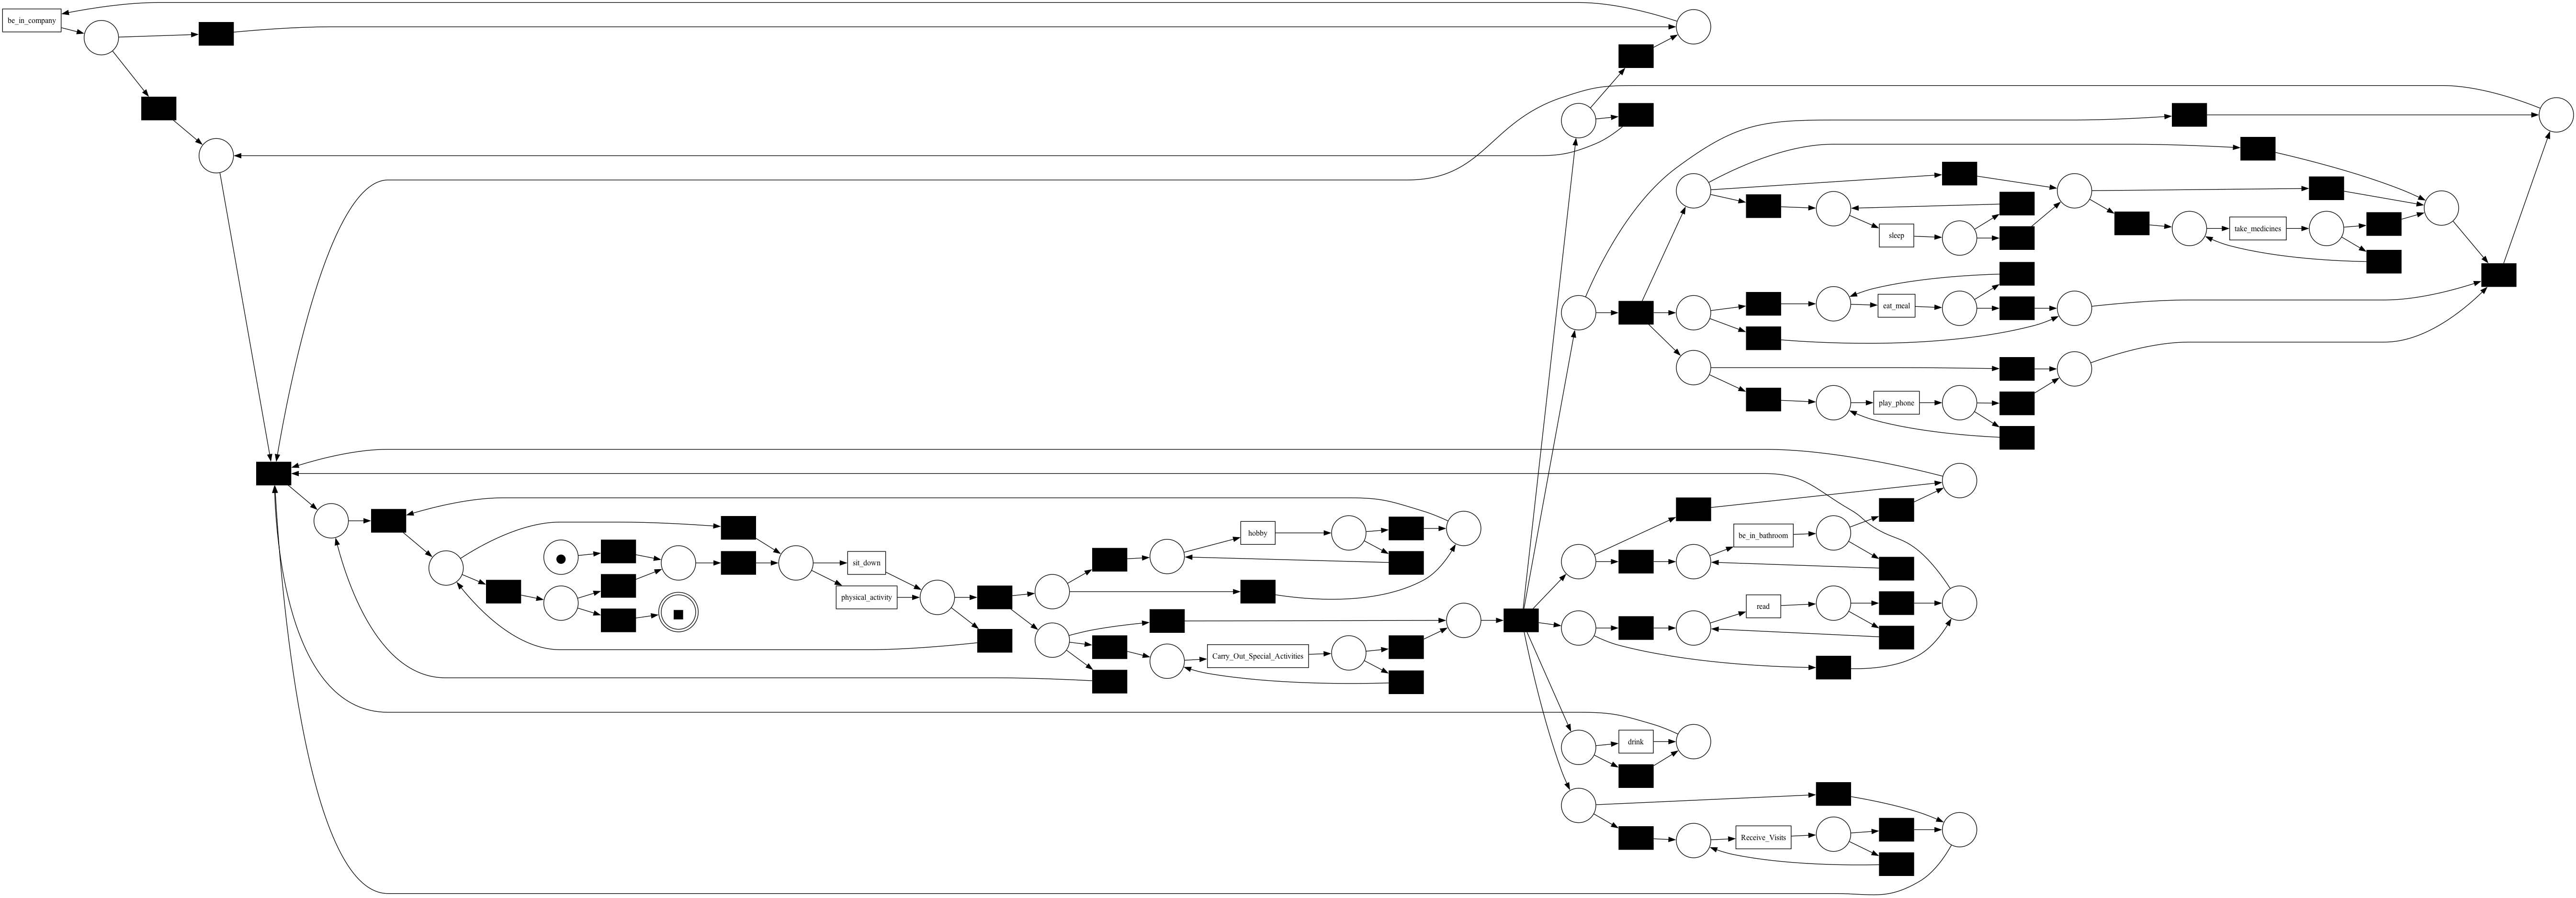 be_in_company
sleep
take_medicines
eat_meal
play_phone
hobby
be_in_bathroom
sit_down
physical_activity
read
Carry_Out_Special_Activities
drink
Receive_Visits